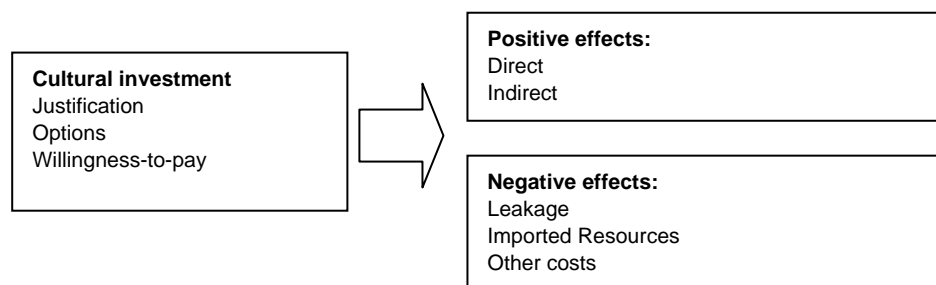 Cultural investment
Justification
Options
Willingness-to-pay
Positive effects:
Direct
Indirect
Negative effects:
Leakage
Imported Resources
Other costs